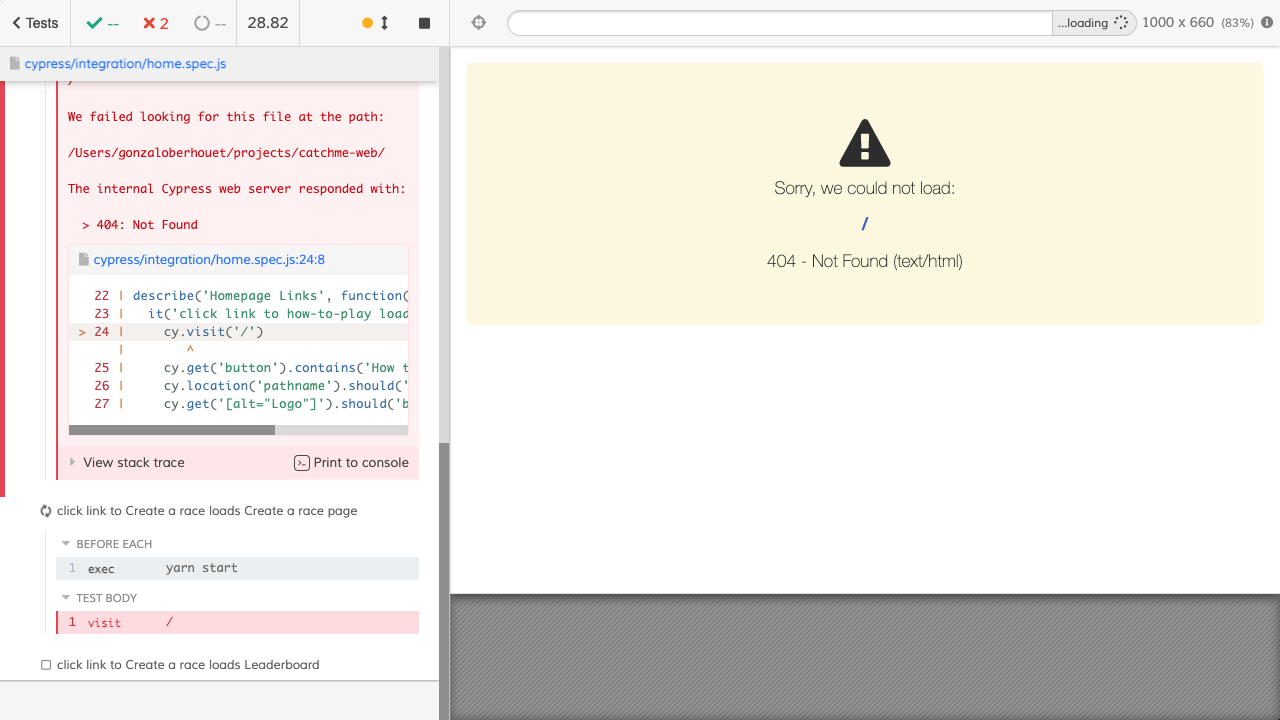 Tests
--
2
--
28.82
...loading
1000 x 660 (83%)
cypress/integration/home.spec.js
/
We failed looking for this file at the path:
/Users/gonzaloberhouet/projects/catchme-web/
The internal Cypress web server responded with:
> 404: Not Found
cypress/integration/home.spec.js:24:8
22 | describe('Homepage Links', function(
23 | it('click link to how-to-play load
> 24 | cy.visit('/')
| ^
25 | cy.get('button').contains('How t
26 | cy.location('pathname').should('
27 | cy.get('[alt="Logo"]').should('b
View stack trace
Print to console
click link to Create a race loads Create a race page
BEFORE EACH
1 exec yarn start
TEST BODY
1 visit /
click link to Create a race loads Leaderboard
Sorry, we could not load:
/
404 - Not Found (text/html)